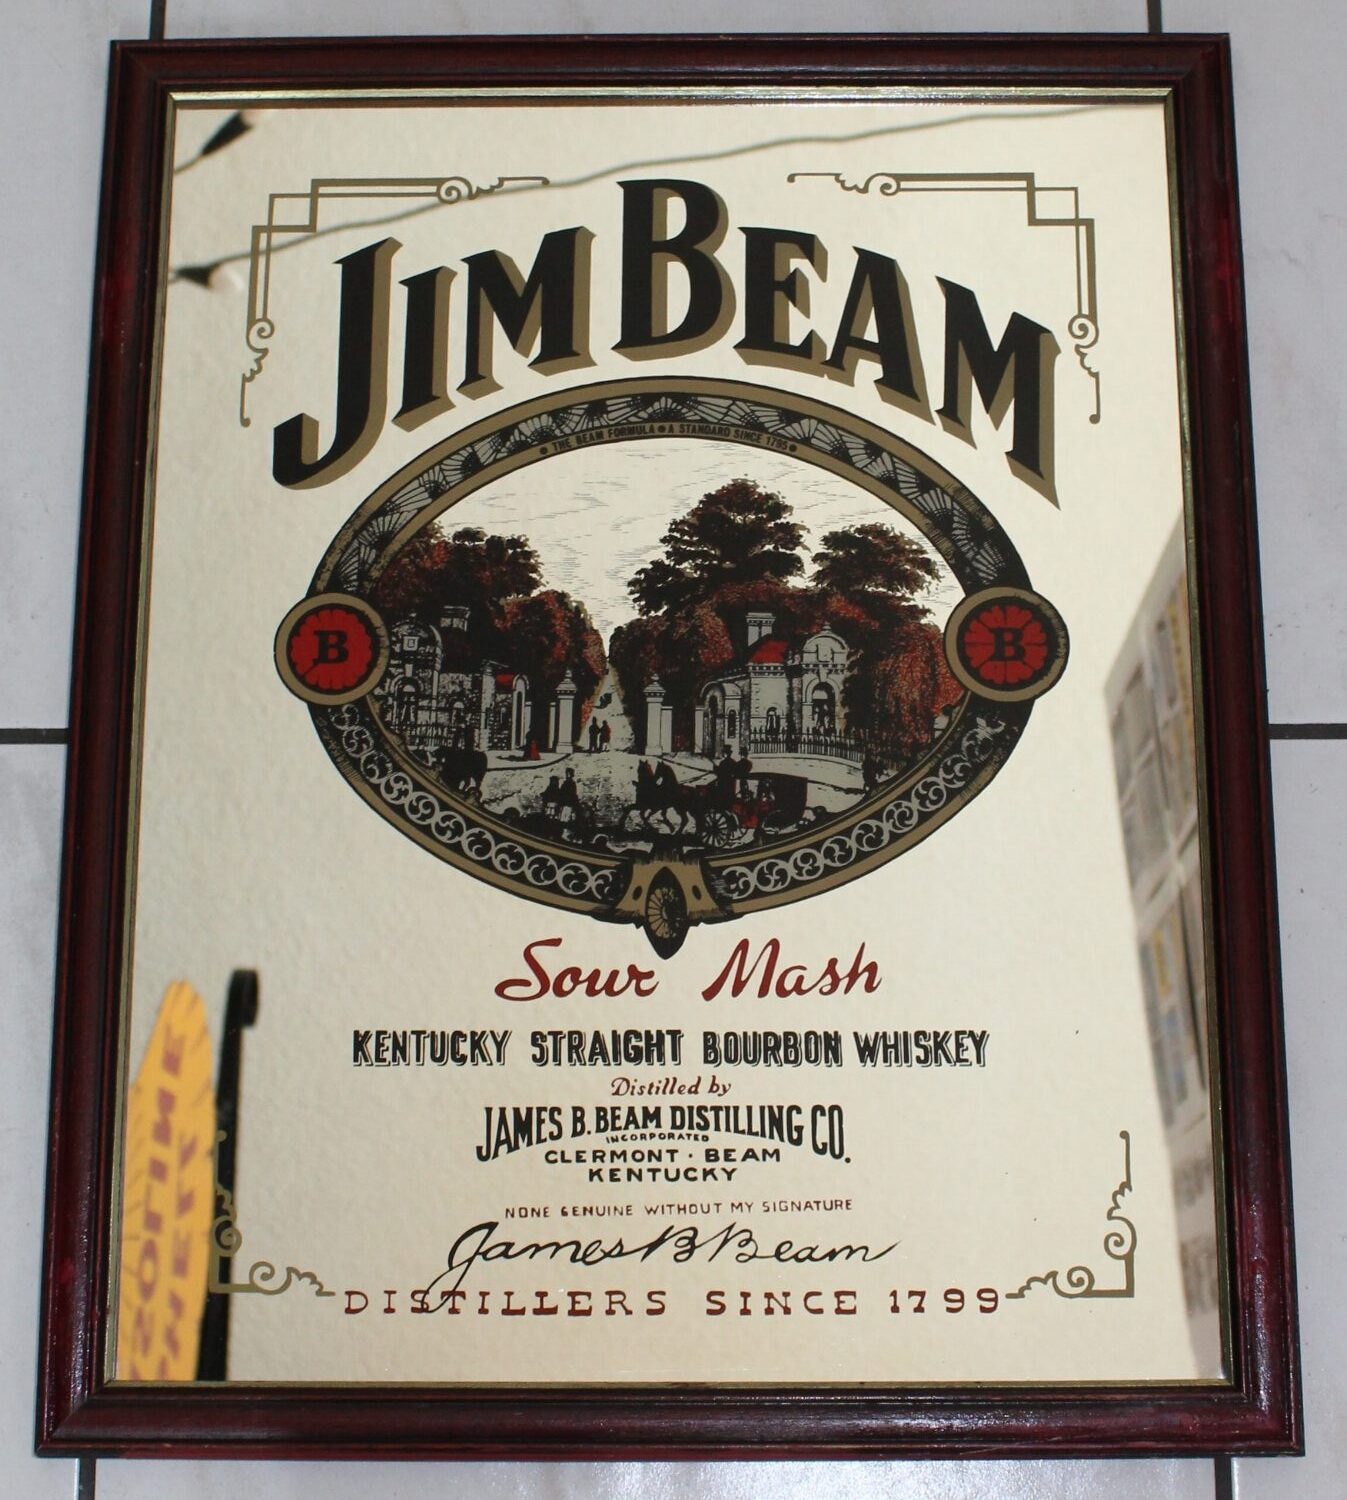 JIM BEAM
THE BEAM FORMULA • A STANDARD SINCE 1795
B
B
Sour Mash
KENTUCKY STRAIGHT BOURBON WHISKEY
Distilled by
JAMES B. BEAM DISTILLING CO.
INCORPORATED
CLERMONT · BEAM
KENTUCKY
NONE GENUINE WITHOUT MY SIGNATURE
James B Beam
DISTILLERS SINCE 1799